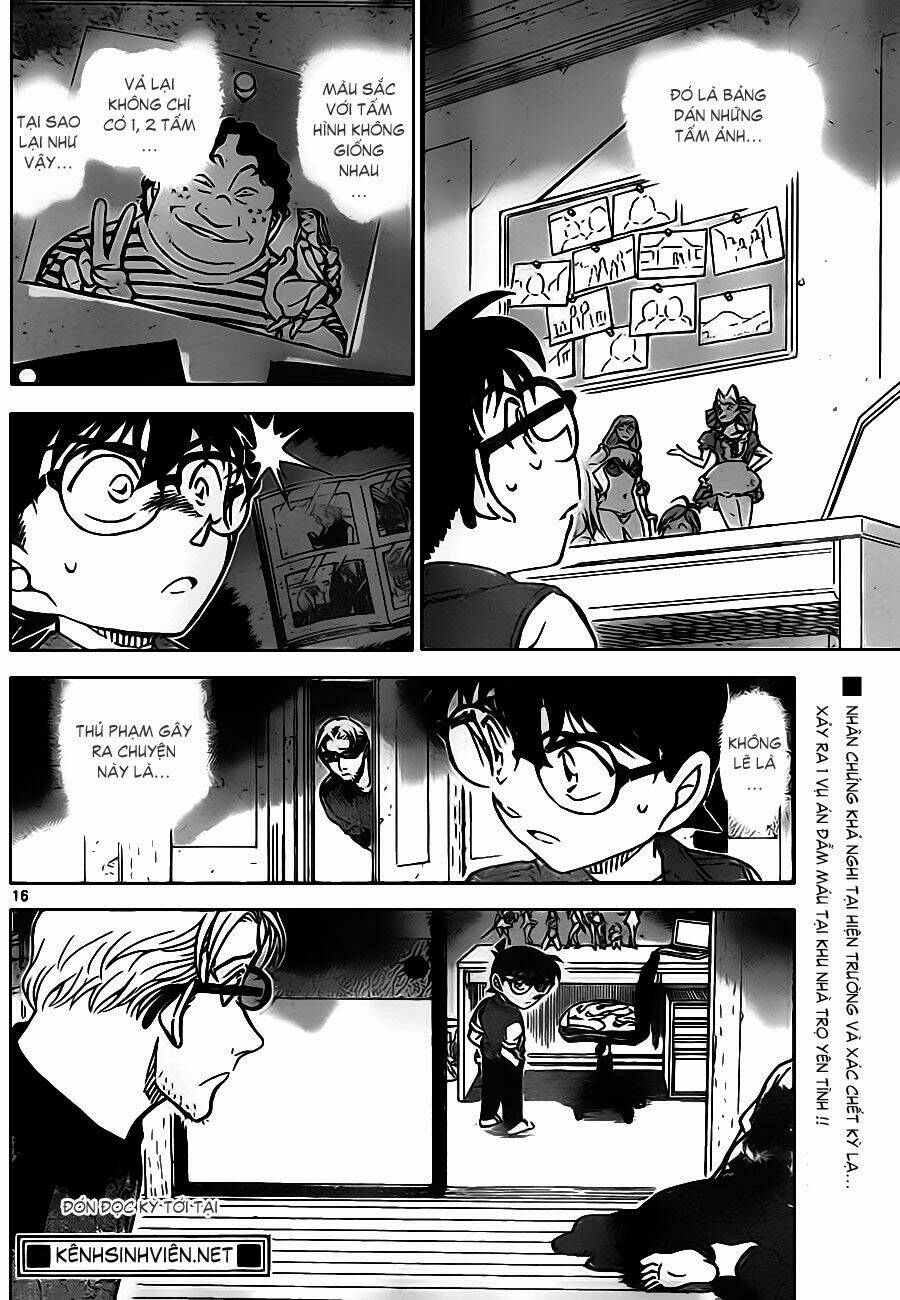 ĐÓ LÀ BẢNG
DÁN NHỮNG
TẤM ẢNH...
MÀU SẮC
VỚI TẤM
HÌNH KHÔNG
GIỐNG
NHAU
...
VẢ LẠI
KHÔNG CHỈ
CÓ 1, 2 TẤM
...
TẠI SAO
LẠI NHƯ
VẬY...
KHÔNG
LẼ LÀ
...
THỦ PHẠM GÂY
RA CHUYỆN
NÀY LÀ...
16
NHÂN CHỨNG KHẢ NGHI TẠI HIỆN TRƯỜNG VÀ XÁC CHẾT KỲ LẠ...
XẢY RA 1 VỤ ÁN ĐẪM MÁU TẠI KHU NHÀ TRỌ YÊN TĨNH !!
ĐÓN ĐỌC KỲ TỚI TẠI
KÊNHSINHVIÊN.NET